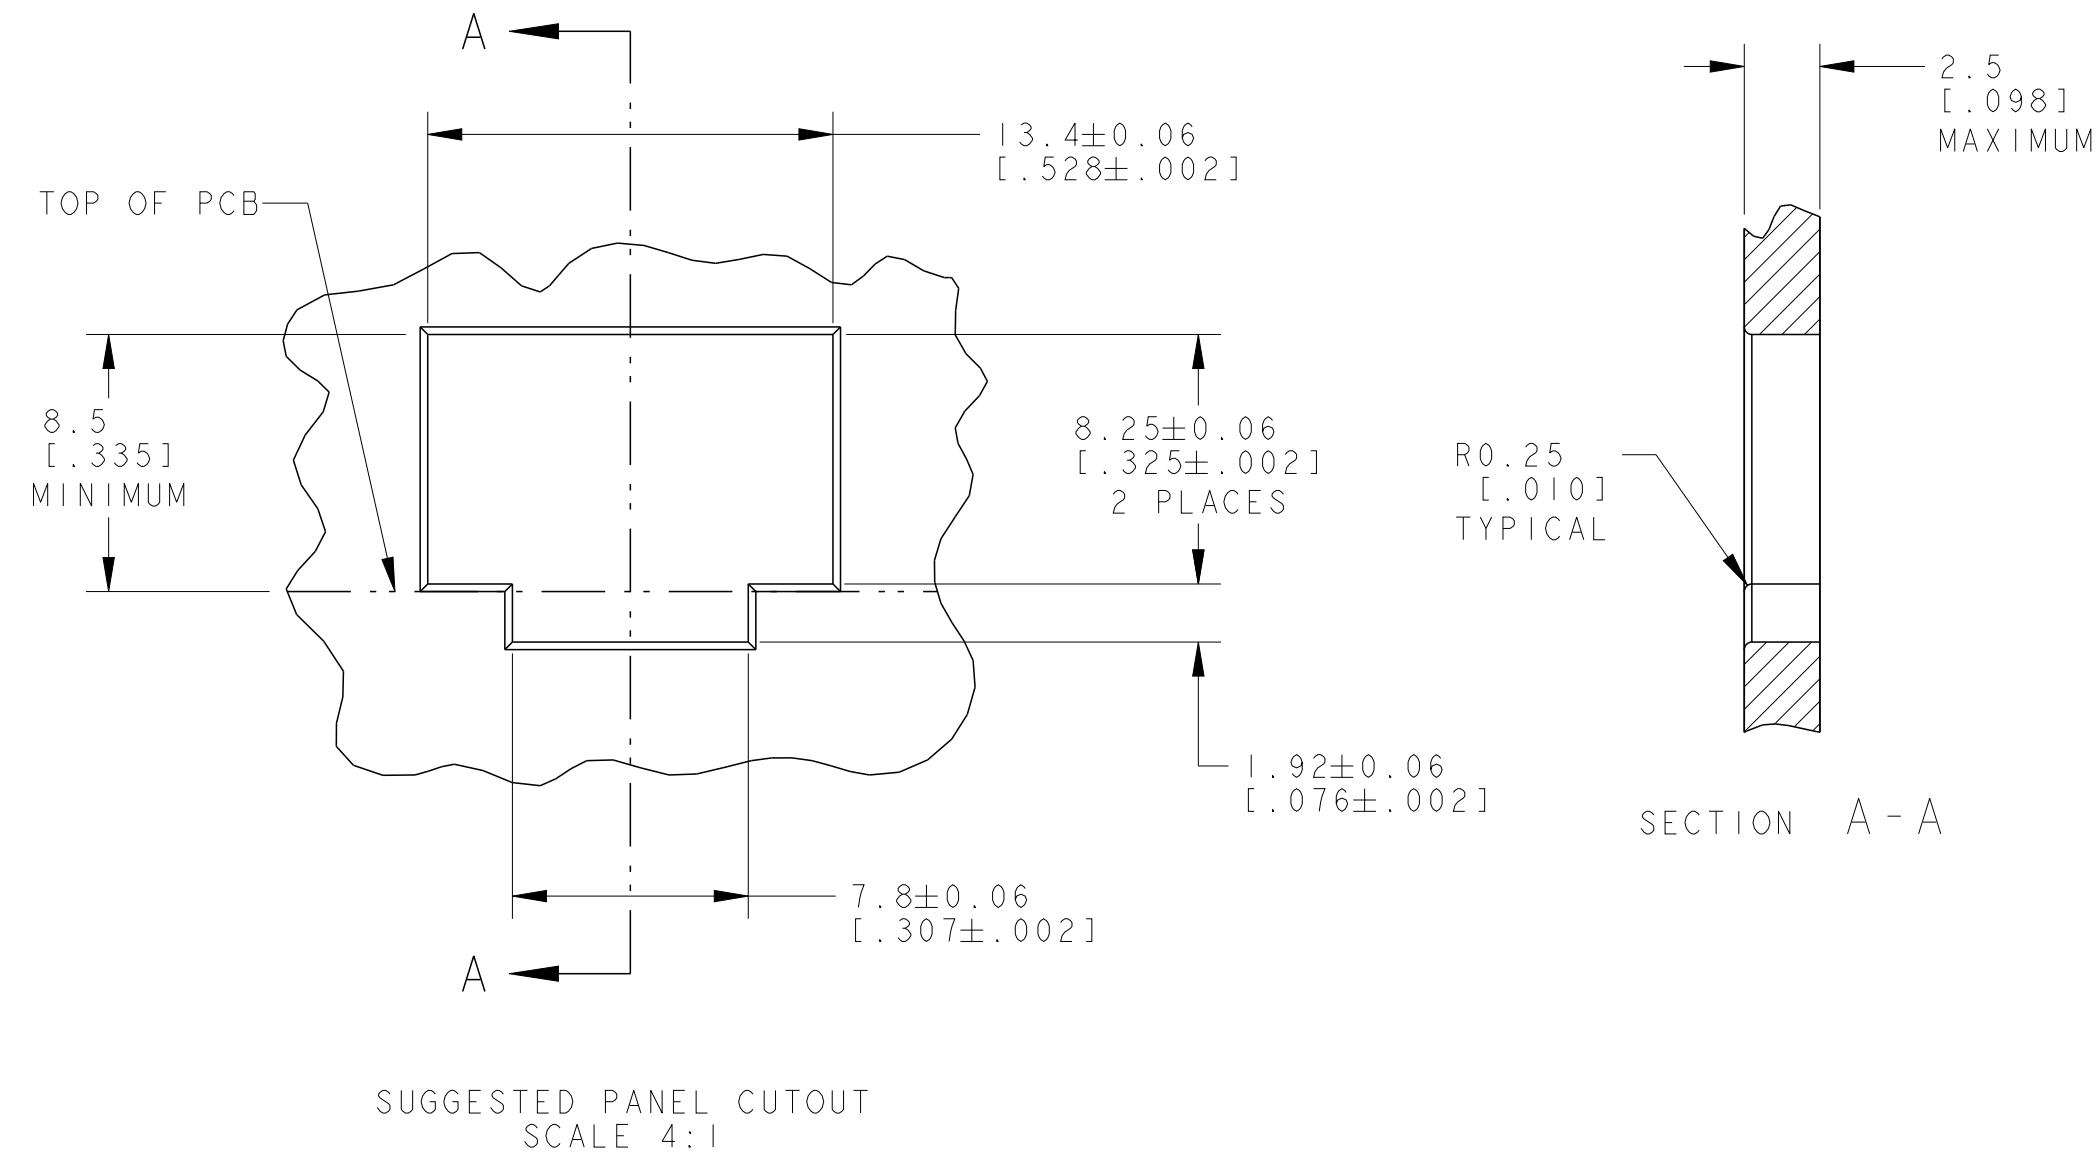 A
13.4±0.06
[.528±.002]
2.5
[.098]
MAXIMUM
TOP OF PCB
8.5
[.335]
MINIMUM
8.25±0.06
[.325±.002]
2 PLACES
R0.25
[.010]
TYPICAL
1.92±0.06
[.076±.002]
SECTION A-A
7.8±0.06
[.307±.002]
A
SUGGESTED PANEL CUTOUT
SCALE 4:1